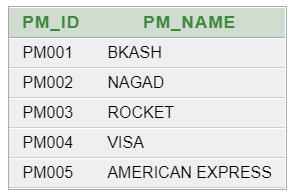 PM_ID PM_NAME
PM001 BKASH
PM002 NAGAD
PM003 ROCKET
PM004 VISA
PM005 AMERICAN EXPRESS